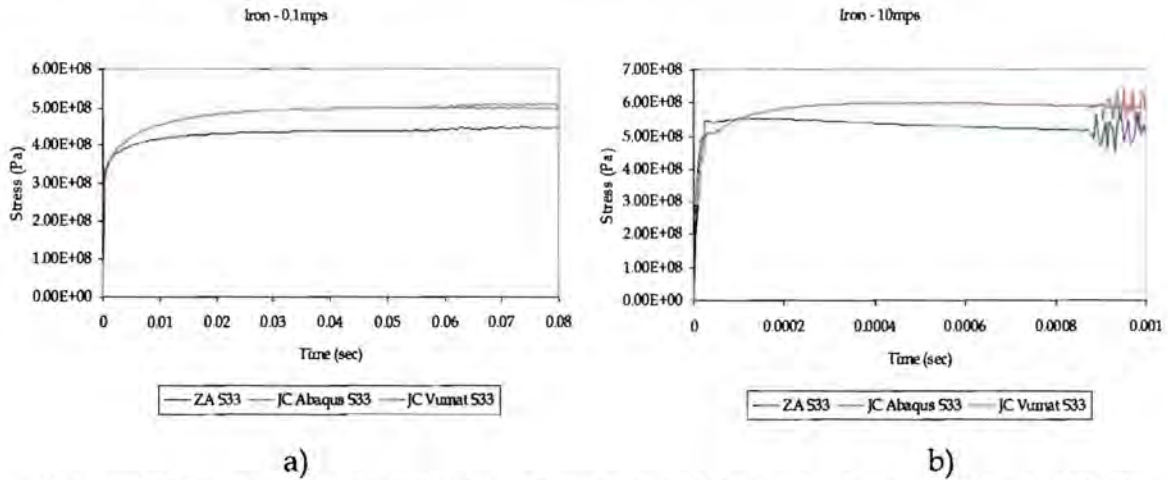 Iron - 0.1mps
6.00E+08
5.00E+08
4.00E+08
3.00E+08
2.00E+08
1.00E+08
0.00E+00
Stress (Pa)
0 0.01 0.02 0.03 0.04 0.05 0.06 0.07 0.08
Time (sec)
ZA S33 JC Abaqus S33 JC Vumat S33
a)
Iron - 10mps
7.00E+08
6.00E+08
5.00E+08
4.00E+08
3.00E+08
2.00E+08
1.00E+08
0.00E+00
Stress (Pa)
0 0.0002 0.0004 0.0006 0.0008 0.001
Time (sec)
ZA S33 JC Abaqus S33 JC Vumat S33
b)